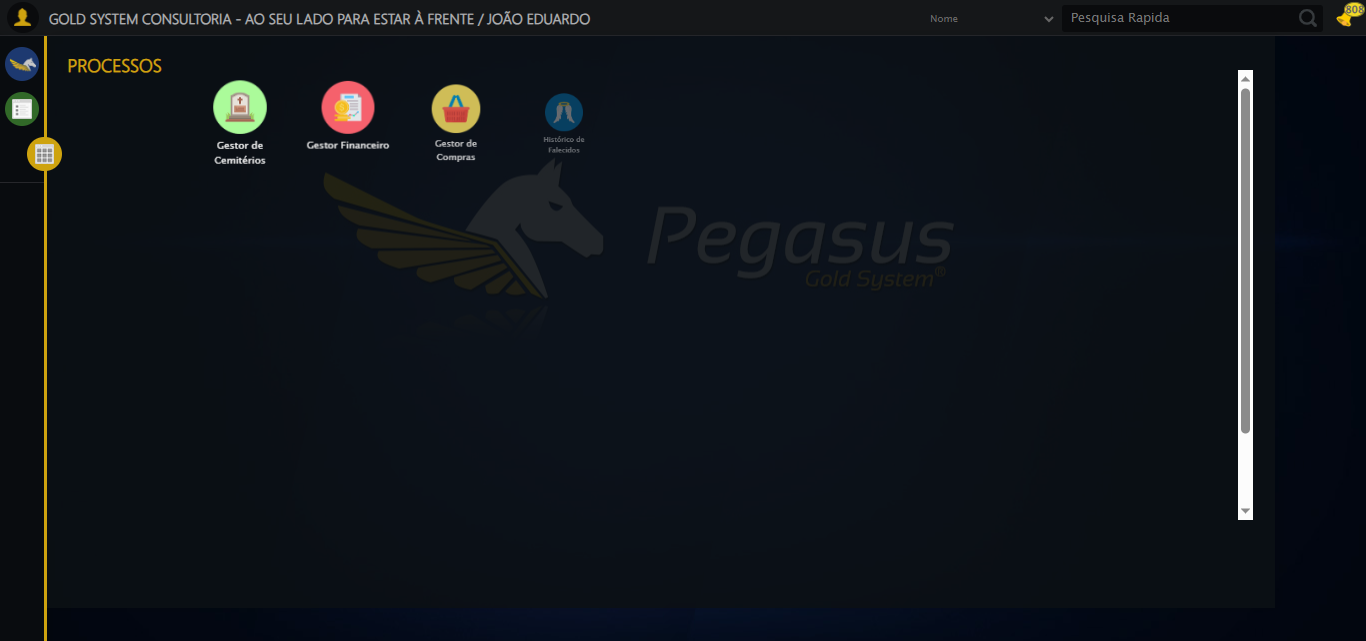 GOLD SYSTEM CONSULTORIA - AO SEU LADO PARA ESTAR À FRENTE / JOÃO EDUARDO
Nome
Pesquisa Rapida
808
PROCESSOS
Gestor de
Cemitérios
Gestor Financeiro
Gestor de
Compras
Histórico de
Falecidos
Pegasus
Gold System®